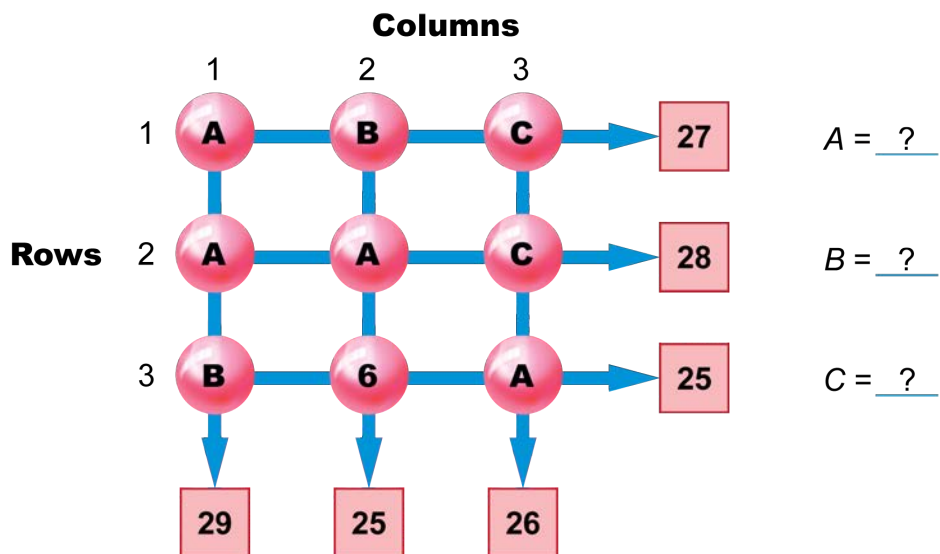 Columns
1 2 3
1 A B C 27 A = ?
Rows 2 A A C 28 B = ?
3 B 6 A 25 C = ?
29 25 26